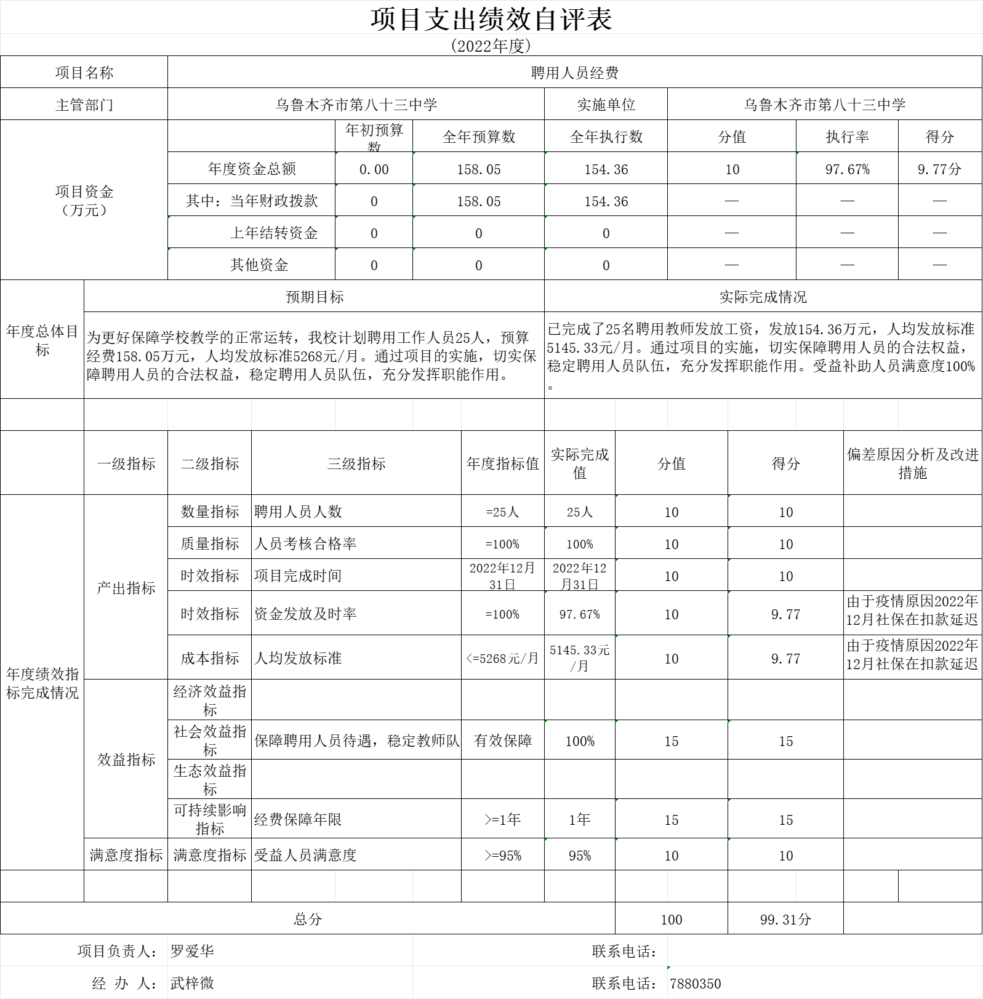 项目支出绩效自评表
(2022年度)
项目名称 聘用人员经费
主管部门 乌鲁木齐市第八十三中学 实施单位 乌鲁木齐市第八十三中学
项目资金
（万元）
年初预算
数 全年预算数 全年执行数 分值 执行率 得分
年度资金总额 0.00 158.05 154.36 10 97.67% 9.77分
其中：当年财政拨款 0 158.05 154.36 — — —
上年结转资金 0 0 0 — — —
其他资金 0 0 0 — — —
年度总体目
标
预期目标 实际完成情况
为更好保障学校教学的正常运转，我校计划聘用工作人员25人，预算
经费158.05万元，人均发放标准5268元/月。通过项目的实施，切实保
障聘用人员的合法权益，稳定聘用人员队伍，充分发挥职能作用。
已完成了25名聘用教师发放工资，发放154.36万元，人均发放标准
5145.33元/月。通过项目的实施，切实保障聘用人员的合法权益，
稳定聘用人员队伍，充分发挥职能作用。受益补助人员满意度100%
。
一级指标 二级指标 三级指标 年度指标值 实际完成
值 分值 得分 偏差原因分析及改进
措施
年度绩效指
标完成情况
产出指标
数量指标 聘用人员人数 =25人 25人 10 10
质量指标 人员考核合格率 =100% 100% 10 10
时效指标 项目完成时间 2022年12月
31日 2022年12
月31日 10 10
时效指标 资金发放及时率 =100% 97.67% 10 9.77 由于疫情原因2022年
12月社保在扣款延迟
成本指标 人均发放标准 <=5268元/月 5145.33元
/月 10 9.77 由于疫情原因2022年
12月社保在扣款延迟
效益指标
经济效益指
标
社会效益指
标 保障聘用人员待遇，稳定教师队 有效保障 100% 15 15
生态效益指
标
可持续影响
指标 经费保障年限 >=1年 1年 15 15
满意度指标 满意度指标 受益人员满意度 >=95% 95% 10 10
总分 100 99.31分
项目负责人： 罗爱华 联系电话：
经 办 人： 武梓微 联系电话： 7880350